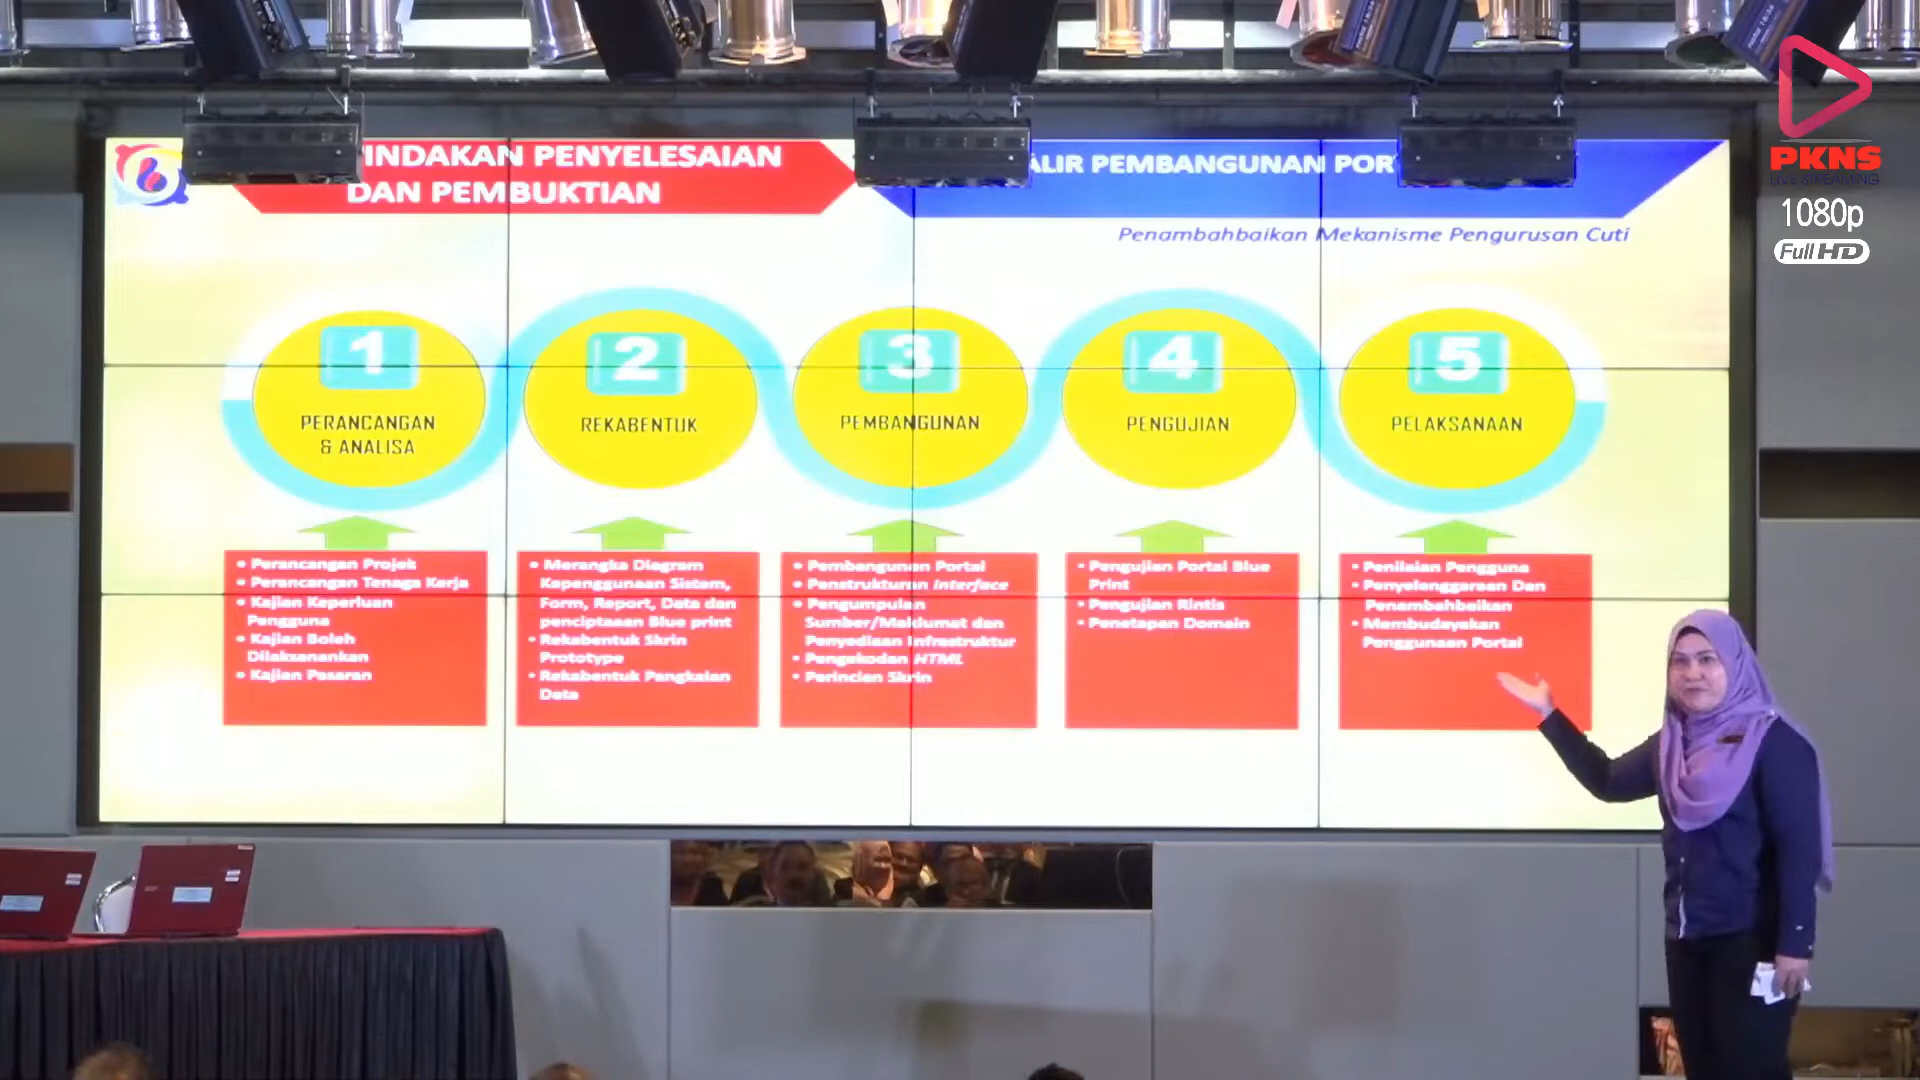 INDAKAN PENYELESAIAN
DAN PEMBUKTIAN
ALIR PEMBANGUNAN POR
Penambahbaikan Mekanisme Pengurusan Cuti
1
PERANCANGAN
& ANALISA
2
REKABENTUK
3
PEMBANGUNAN
4
PENGUJIAN
5
PELAKSANAAN
• Perancangan Projek
• Perancangan Tenaga Kerja
• Kajian Keperluan
Pengguna
• Kajian Boleh
Dilaksanankan
• Kajian Pasaran
• Merangka Diagram
Kepenggunaan Sistem,
Form, Report, Data dan
penciptaaan Blue print
• Rekabentuk Skrin
Prototype
• Rekabentuk Pangkalan
Data
• Pembangunan Portal
• Penstrukturan Interface
• Pengumpulan
Sumber/Maklumat dan
Penyediaan Infrastruktur
• Pengekodan HTML
• Perincian Skrin
• Pengujian Portal Blue
Print
• Pengujian Rintis
• Penetapan Domain
• Penilaian Pengguna
• Penyelenggaraan Dan
Penambahbaikan
• Membudayakan
Penggunaan Portal
PKNS
LIVE STREAMING
1080p
Full HD